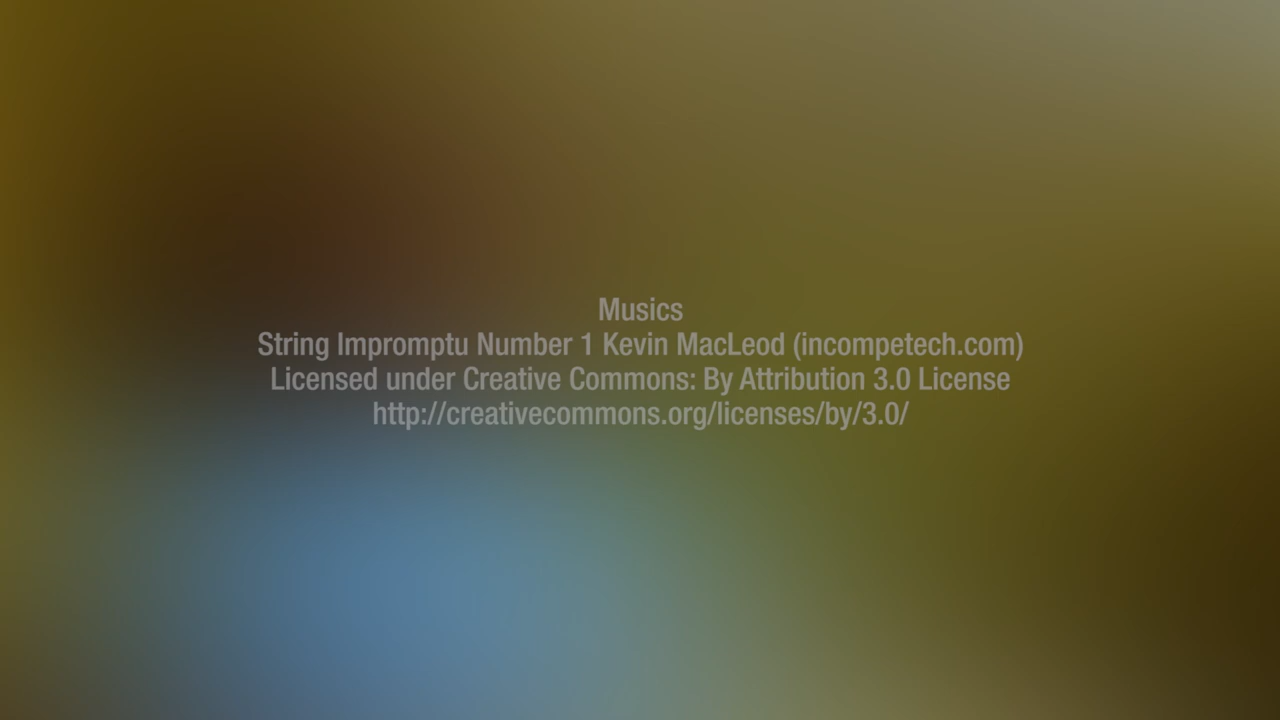 Musics
String Impromptu Number 1 Kevin MacLeod (incompetech.com)
Licensed under Creative Commons: By Attribution 3.0 License
http://creativecommons.org/licenses/by/3.0/